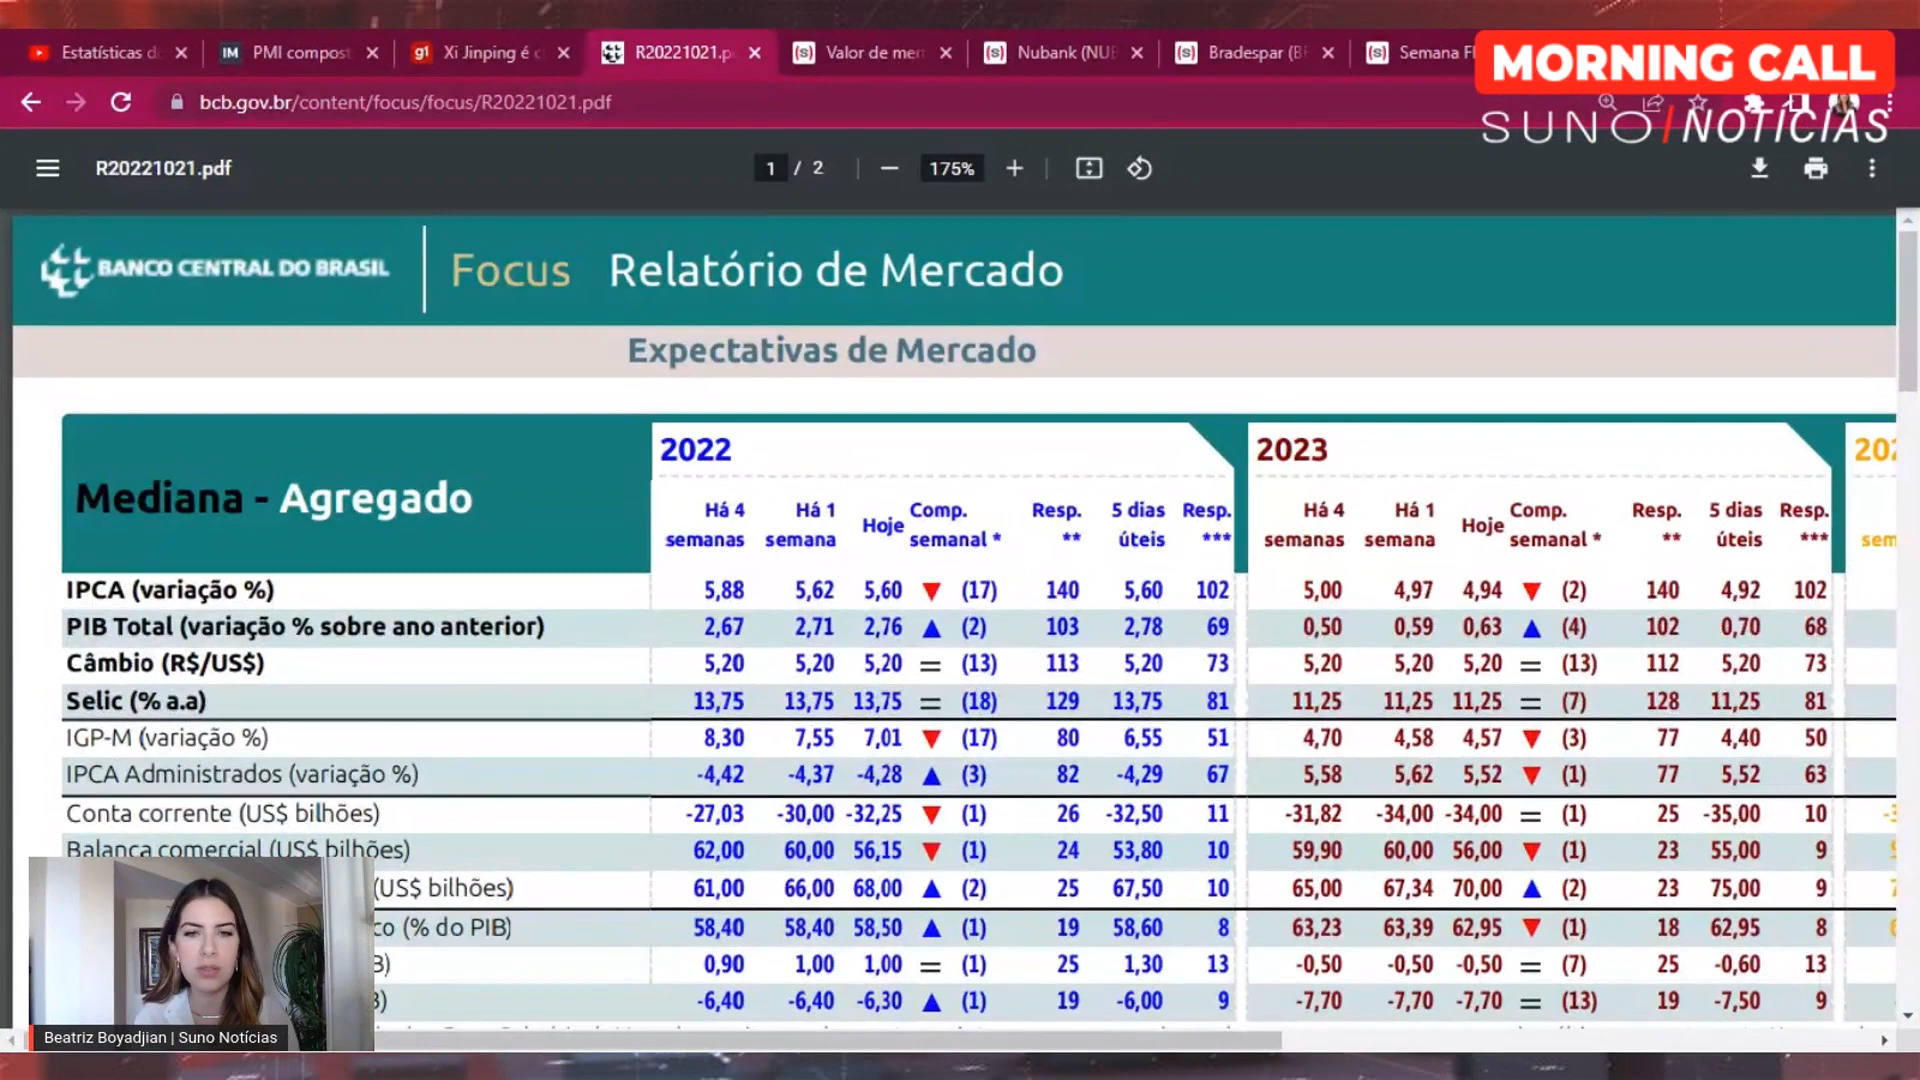 Estatísticas d
PMI compos
Xi Jinping é c
R20221021.p
Valor de mer
Nubank (NU
Bradespar (B
Semana F
MORNING CALL
SUNO/NOTÍCIAS
bcb.gov.br/content/focus/focus/R20221021.pdf
R20221021.pdf
1 / 2
175%
BANCO CENTRAL DO BRASIL
Focus Relatório de Mercado
Expectativas de Mercado
Mediana - Agregado
2022 2023 202
Há 4 semanas Há 1 semana Hoje Comp. semanal * Resp. ** 5 dias úteis Resp. *** Há 4 semanas Há 1 semana Hoje Comp. semanal * Resp. ** 5 dias úteis Resp. *** sem
IPCA (variação %) 5,88 5,62 5,60 ▼ (17) 140 5,60 102 5,00 4,97 4,94 ▼ (2) 140 4,92 102
PIB Total (variação % sobre ano anterior) 2,67 2,71 2,76 ▲ (2) 103 2,78 69 0,50 0,59 0,63 ▲ (4) 102 0,70 68
Câmbio (R$/US$) 5,20 5,20 5,20 = (13) 113 5,20 73 5,20 5,20 5,20 = (13) 112 5,20 73
Selic (% a.a) 13,75 13,75 13,75 = (18) 129 13,75 81 11,25 11,25 11,25 = (7) 128 11,25 81
IGP-M (variação %) 8,30 7,55 7,01 ▼ (17) 80 6,55 51 4,70 4,58 4,57 ▼ (3) 77 4,40 50
IPCA Administrados (variação %) -4,42 -4,37 -4,28 ▲ (3) 82 -4,29 67 5,58 5,62 5,52 ▼ (1) 77 5,52 63
Conta corrente (US$ bilhões) -27,03 -30,00 -32,25 ▼ (1) 26 -32,50 11 -31,82 -34,00 -34,00 = (1) 25 -35,00 10
Balança comercial (US$ bilhões) 62,00 60,00 56,15 ▼ (1) 24 53,80 10 59,90 60,00 56,00 ▼ (1) 23 55,00 9
(US$ bilhões) 61,00 66,00 68,00 ▲ (2) 25 67,50 10 65,00 67,34 70,00 ▲ (2) 23 75,00 9
co (% do PIB) 58,40 58,40 58,50 ▲ (1) 19 58,60 8 63,23 63,39 62,95 ▼ (1) 18 62,95 8
B) 0,90 1,00 1,00 = (1) 25 1,30 13 -0,50 -0,50 -0,50 = (7) 25 -0,60 13
B) -6,40 -6,40 -6,30 ▲ (1) 19 -6,00 9 -7,70 -7,70 -7,70 = (13) 19 -7,50 9
Beatriz Boyadjian | Suno Notícias